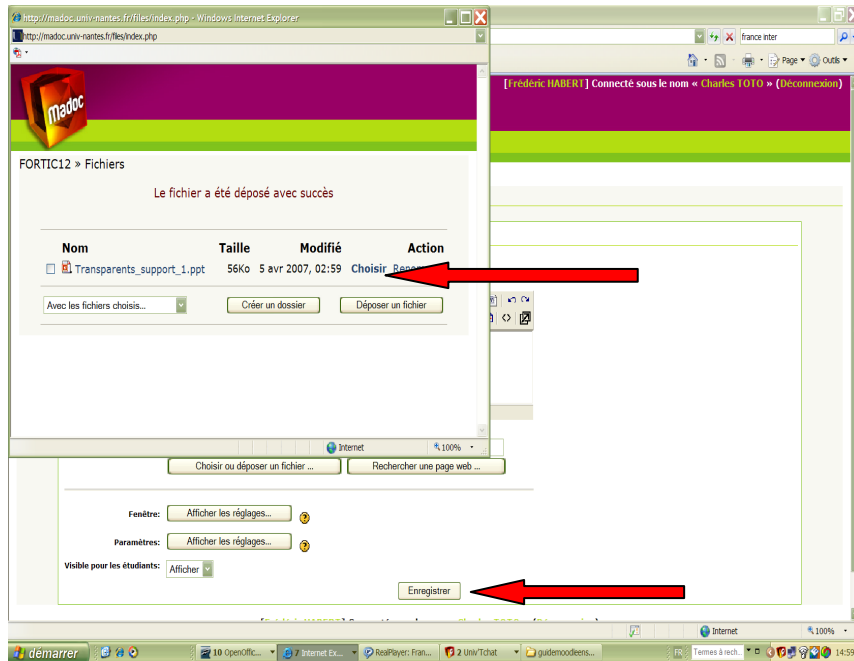 http://madoc.univ-nantes.fr/files/index.php - Windows Internet Explorer
http://madoc.univ-nantes.fr/files/index.php
france inter
Page
Outils
madoc
[Frédéric HABERT] Connecté sous le nom « Charles TOTO » (Déconnexion)
FORTIC12 » Fichiers
Le fichier a été déposé avec succès
Nom Taille Modifié Action
Transparents_support_1.ppt 56Ko 5 avr 2007, 02:59 Choisir
Avec les fichiers choisis... Créer un dossier Déposer un fichier
Internet 100%
Choisir ou déposer un fichier ... Rechercher une page web ...
Fenêtre: Afficher les réglages...
Paramètres: Afficher les réglages...
Visible pour les étudiants: Afficher
Enregistrer
Internet 100%
démarrer 10 OpenOffic... 7 Internet Ex... RealPlayer: Fran... 2 Univ'Tchat guidemoodleens... FR Termes à rech... 14:59